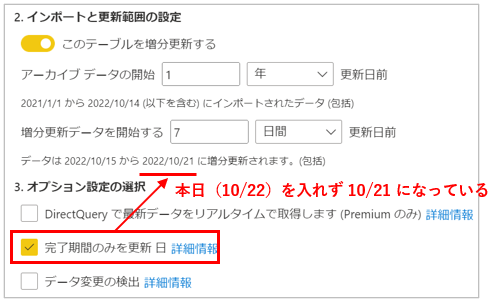 2. インポートと更新範囲の設定
このテーブルを増分更新する
アーカイブ データの開始 1 年 更新日前
2021/1/1 から 2022/10/14 (以下を含む) にインポートされたデータ (包括)
増分更新データを開始する 7 日間 更新日前
データは 2022/10/15 から 2022/10/21 に増分更新されます。(包括)
3. オプション設定の選択
本日（10/22）を入れず 10/21 になっている
DirectQuery で最新データをリアルタイムで取得します (Premium のみ) 詳細情報
完了期間のみを更新 日 詳細情報
データ変更の検出 詳細情報